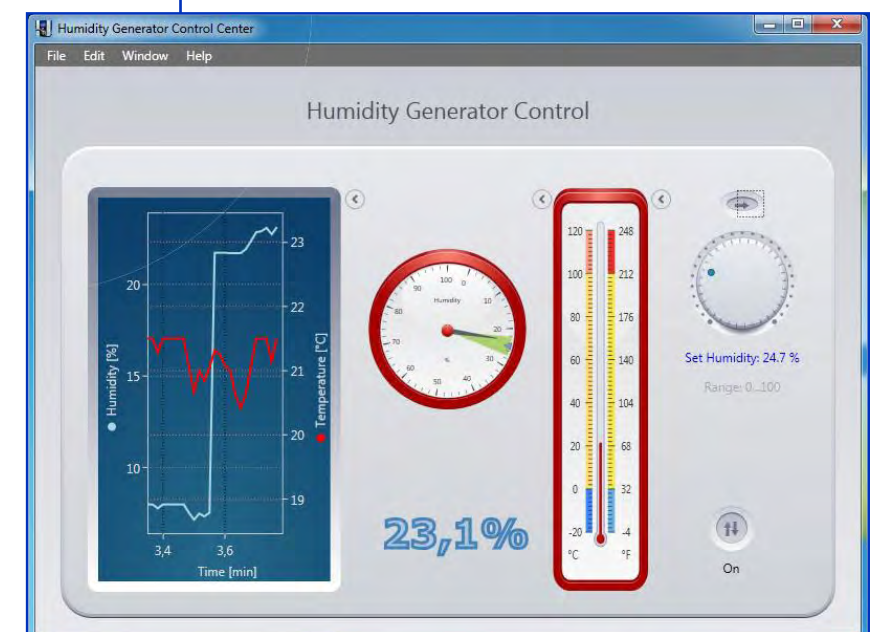 Humidity Generator Control Center
File Edit Window Help
Humidity Generator Control
Humidity [%]
20
15
10
23
22
21
20
19
Temperature [°C]
3,4 3,6
Time [min]
100 0
90 10
Humidity
80 20
70 30
%
60 40
50
23,1%
120 248
100 212
80 176
60 140
40 104
20 68
0 32
-20 -4
°C °F
Set Humidity: 24.7 %
Range: 0...100
On